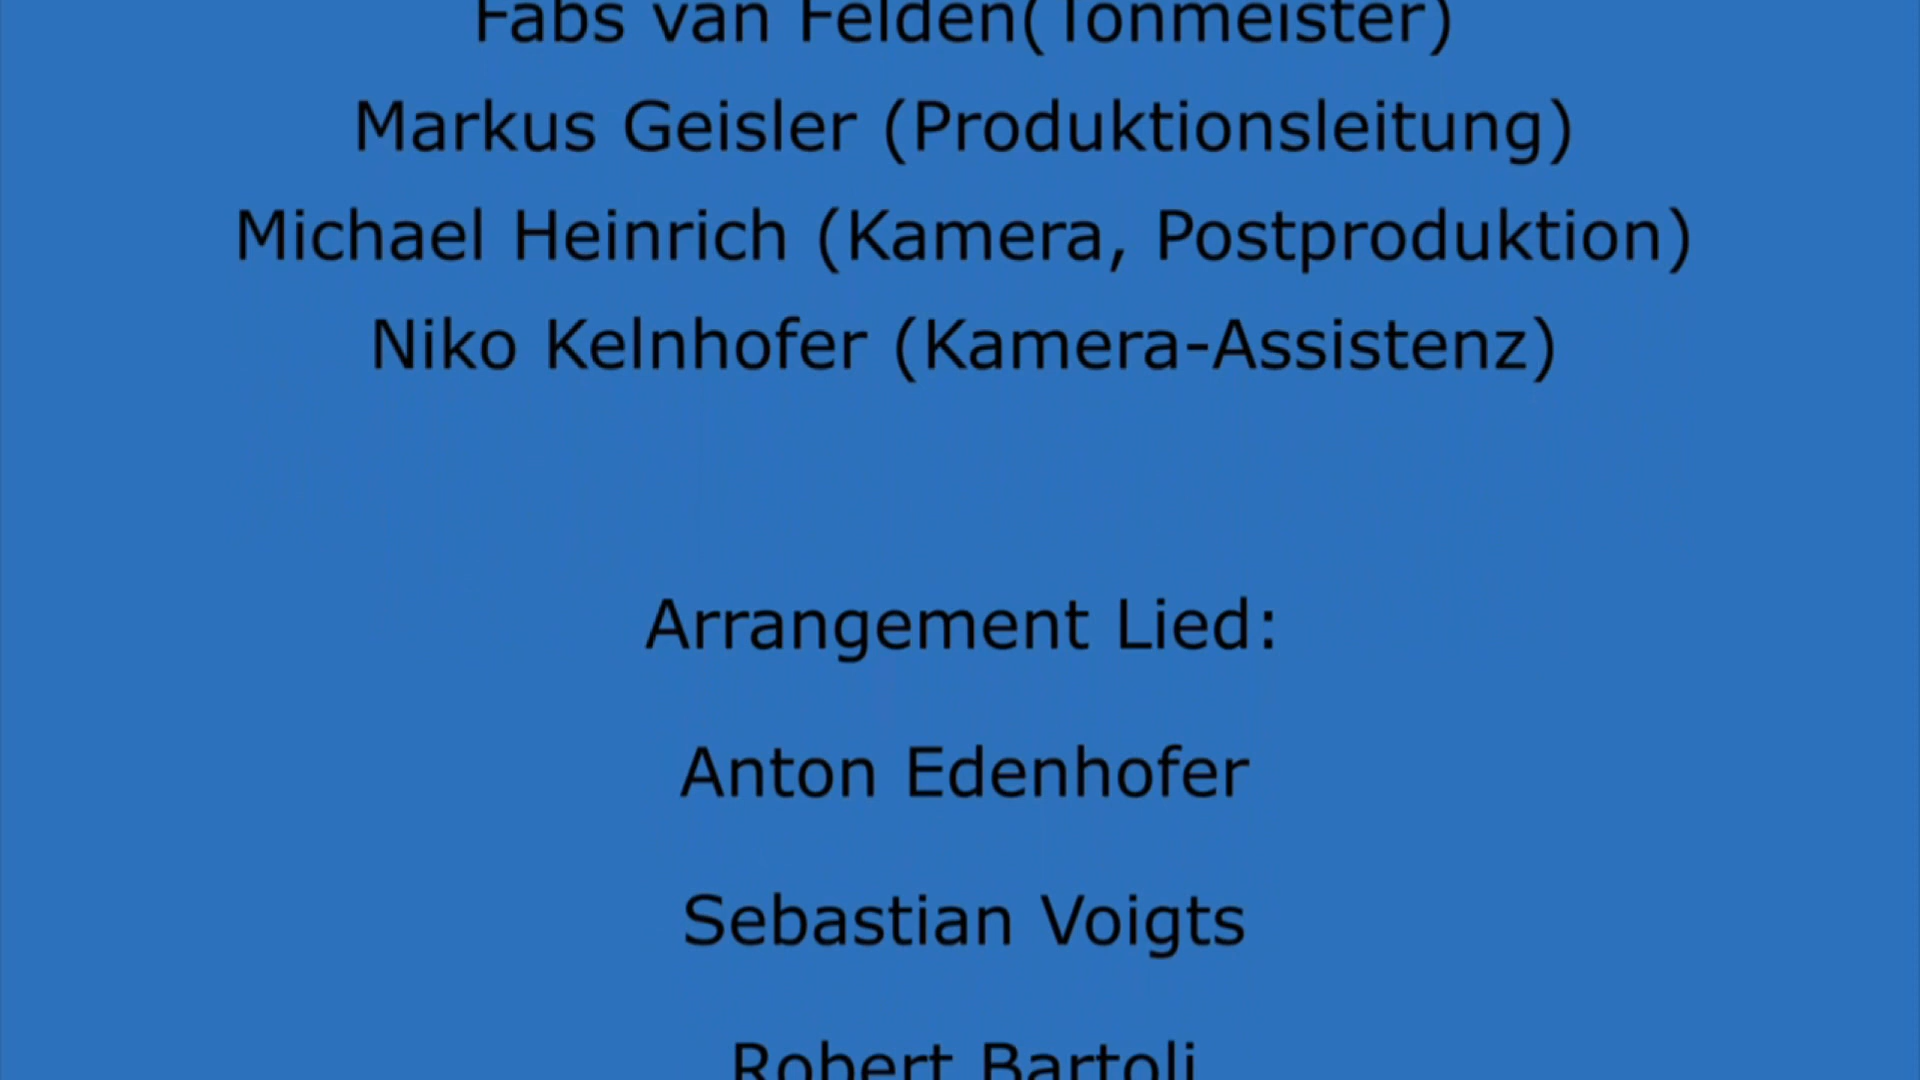 Fabs van Felden(Tonmeister)
Markus Geisler (Produktionsleitung)
Michael Heinrich (Kamera, Postproduktion)
Niko Kelnhofer (Kamera-Assistenz)
Arrangement Lied:
Anton Edenhofer
Sebastian Voigts
Robert Bartoli